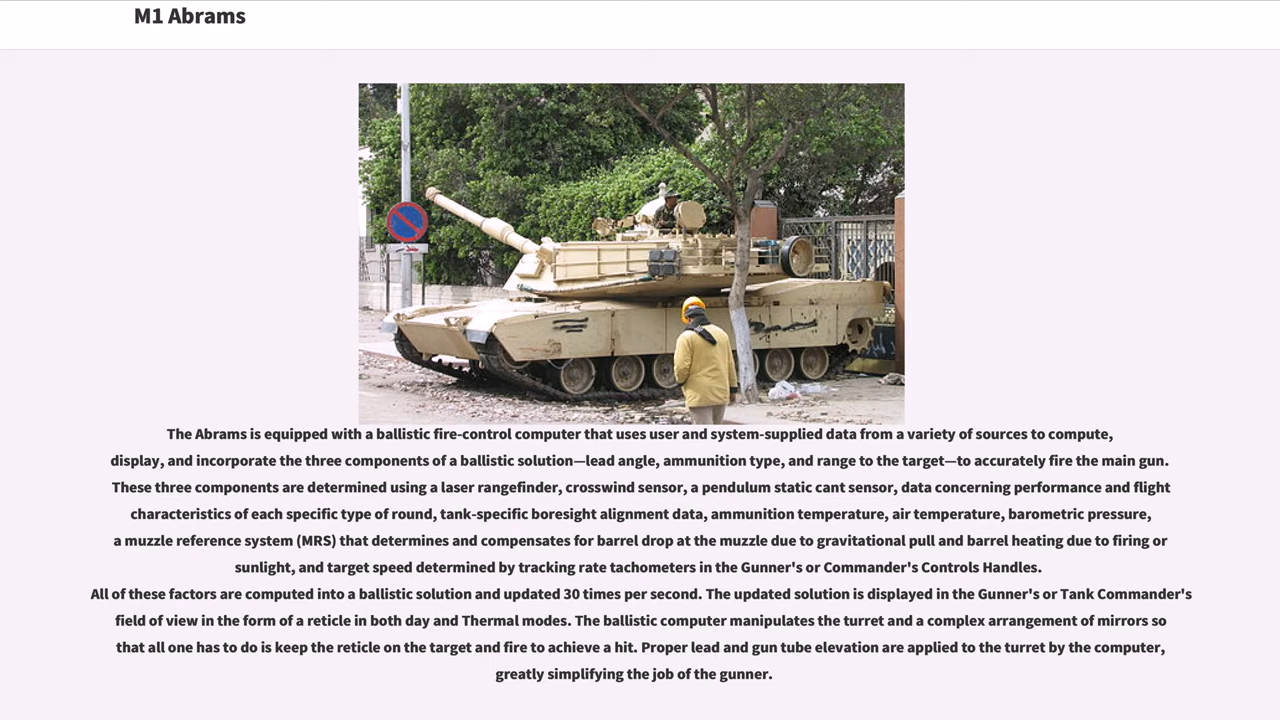 M1 Abrams
The Abrams is equipped with a ballistic fire-control computer that uses user and system-supplied data from a variety of sources to compute,
display, and incorporate the three components of a ballistic solution—lead angle, ammunition type, and range to the target—to accurately fire the main gun.
These three components are determined using a laser rangefinder, crosswind sensor, a pendulum static cant sensor, data concerning performance and flight
characteristics of each specific type of round, tank-specific boresight alignment data, ammunition temperature, air temperature, barometric pressure,
a muzzle reference system (MRS) that determines and compensates for barrel drop at the muzzle due to gravitational pull and barrel heating due to firing or
sunlight, and target speed determined by tracking rate tachometers in the Gunner's or Commander's Controls Handles.
All of these factors are computed into a ballistic solution and updated 30 times per second. The updated solution is displayed in the Gunner's or Tank Commander's
field of view in the form of a reticle in both day and Thermal modes. The ballistic computer manipulates the turret and a complex arrangement of mirrors so
that all one has to do is keep the reticle on the target and fire to achieve a hit. Proper lead and gun tube elevation are applied to the turret by the computer,
greatly simplifying the job of the gunner.